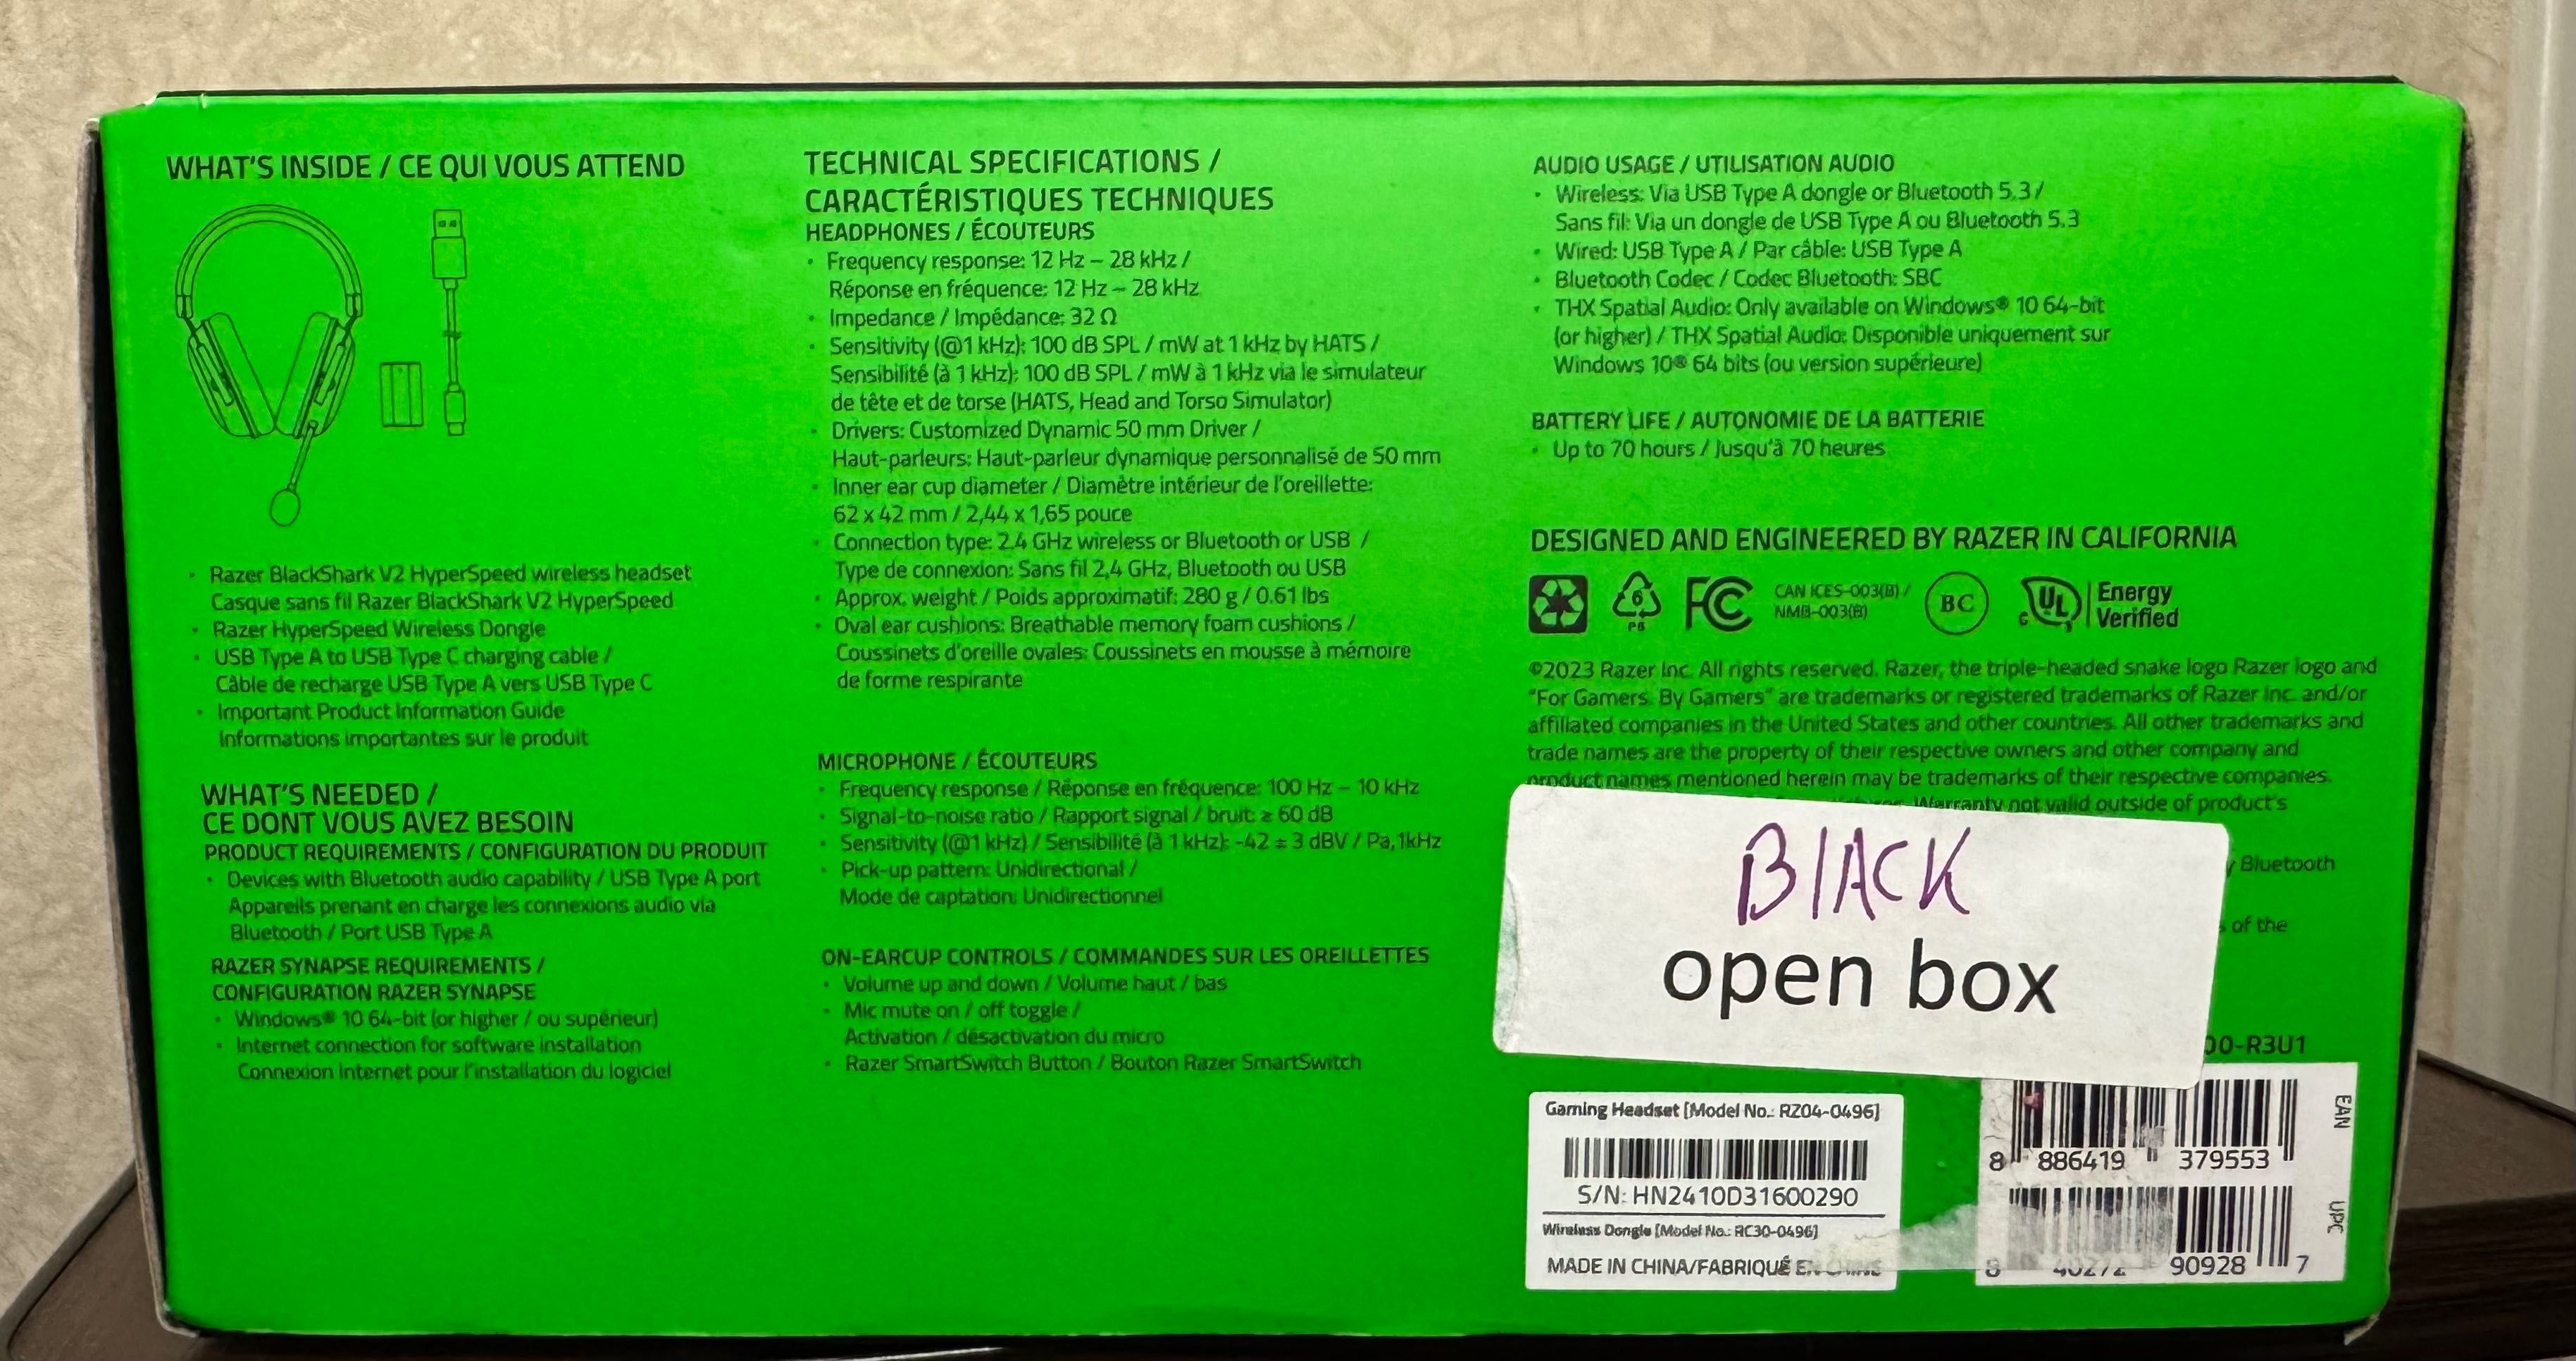 WHAT'S INSIDE / CE QUI VOUS ATTEND
• Razer BlackShark V2 HyperSpeed wireless headset
Casque sans fil Razer BlackShark V2 HyperSpeed
• Razer HyperSpeed Wireless Dongle
• USB Type A to USB Type C charging cable /
Câble de recharge USB Type A vers USB Type C
• Important Product Information Guide
Informations importantes sur le produit
WHAT'S NEEDED /
CE DONT VOUS AVEZ BESOIN
PRODUCT REQUIREMENTS / CONFIGURATION DU PRODUIT
• Devices with Bluetooth audio capability / USB Type A port
Appareils prenant en charge les connexions audio via
Bluetooth / Port USB Type A
RAZER SYNAPSE REQUIREMENTS /
CONFIGURATION RAZER SYNAPSE
• Windows® 10 64-bit (or higher / ou supérieur)
• Internet connection for software installation
Connexion Internet pour l'installation du logiciel
TECHNICAL SPECIFICATIONS /
CARACTÉRISTIQUES TECHNIQUES
HEADPHONES / ÉCOUTEURS
• Frequency response: 12 Hz – 28 kHz /
Réponse en fréquence: 12 Hz – 28 kHz
• Impedance / Impédance: 32 Ω
• Sensitivity (@1 kHz): 100 dB SPL / mW at 1 kHz by HATS /
Sensibilité (à 1 kHz): 100 dB SPL / mW à 1 kHz via le simulateur
de tête et de torse (HATS, Head and Torso Simulator)
• Drivers: Customized Dynamic 50 mm Driver /
Haut-parleurs: Haut-parleur dynamique personnalisé de 50 mm
• Inner ear cup diameter / Diamètre intérieur de l'oreillette:
62 x 42 mm / 2,44 x 1,65 pouce
• Connection type: 2.4 GHz wireless or Bluetooth or USB /
Type de connexion: Sans fil 2,4 GHz, Bluetooth ou USB
• Approx. weight / Poids approximatif: 280 g / 0.61 lbs
• Oval ear cushions: Breathable memory foam cushions /
Coussinets d'oreille ovales: Coussinets en mousse à mémoire
de forme respirante
MICROPHONE / ÉCOUTEURS
• Frequency response / Réponse en fréquence: 100 Hz – 10 kHz
• Signal-to-noise ratio / Rapport signal / bruit: ≥ 60 dB
• Sensitivity (@1 kHz) / Sensibilité (à 1 kHz): -42 ± 3 dBV / Pa,1kHz
• Pick-up pattern: Unidirectional /
Mode de captation: Unidirectionnel
ON-EARCUP CONTROLS / COMMANDES SUR LES OREILLETTES
• Volume up and down / Volume haut / bas
• Mic mute on / off toggle /
Activation / désactivation du micro
• Razer SmartSwitch Button / Bouton Razer SmartSwitch
AUDIO USAGE / UTILISATION AUDIO
• Wireless: Via USB Type A dongle or Bluetooth 5.3 /
Sans fil: Via un dongle de USB Type A ou Bluetooth 5.3
• Wired: USB Type A / Par câble: USB Type A
• Bluetooth Codec / Codec Bluetooth: SBC
• THX Spatial Audio: Only available on Windows® 10 64-bit
(or higher) / THX Spatial Audio: Disponible uniquement sur
Windows 10® 64 bits (ou version supérieure)
BATTERY LIFE / AUTONOMIE DE LA BATTERIE
• Up to 70 hours / Jusqu'à 70 heures
DESIGNED AND ENGINEERED BY RAZER IN CALIFORNIA
6
PS
FC
CAN ICES-003(B) /
NMB-003(B)
BC
c UL
Energy
Verified
©2023 Razer Inc. All rights reserved. Razer, the triple-headed snake logo Razer logo and
"For Gamers. By Gamers" are trademarks or registered trademarks of Razer Inc. and/or
affiliated companies in the United States and other countries. All other trademarks and
trade names are the property of their respective owners and other company and
product names mentioned herein may be trademarks of their respective companies.
Warranty not valid outside of product's
Bluetooth
of the
BlACK
open box
00-R3U1
Gaming Headset [Model No.: RZ04-0496]
S/N: HN2410D31600290
Wireless Dongle [Model No.: RC30-0496]
MADE IN CHINA/FABRIQUÉ EN CHINE
EAN
8 886419 379553
UPC
8 40272 90928 7